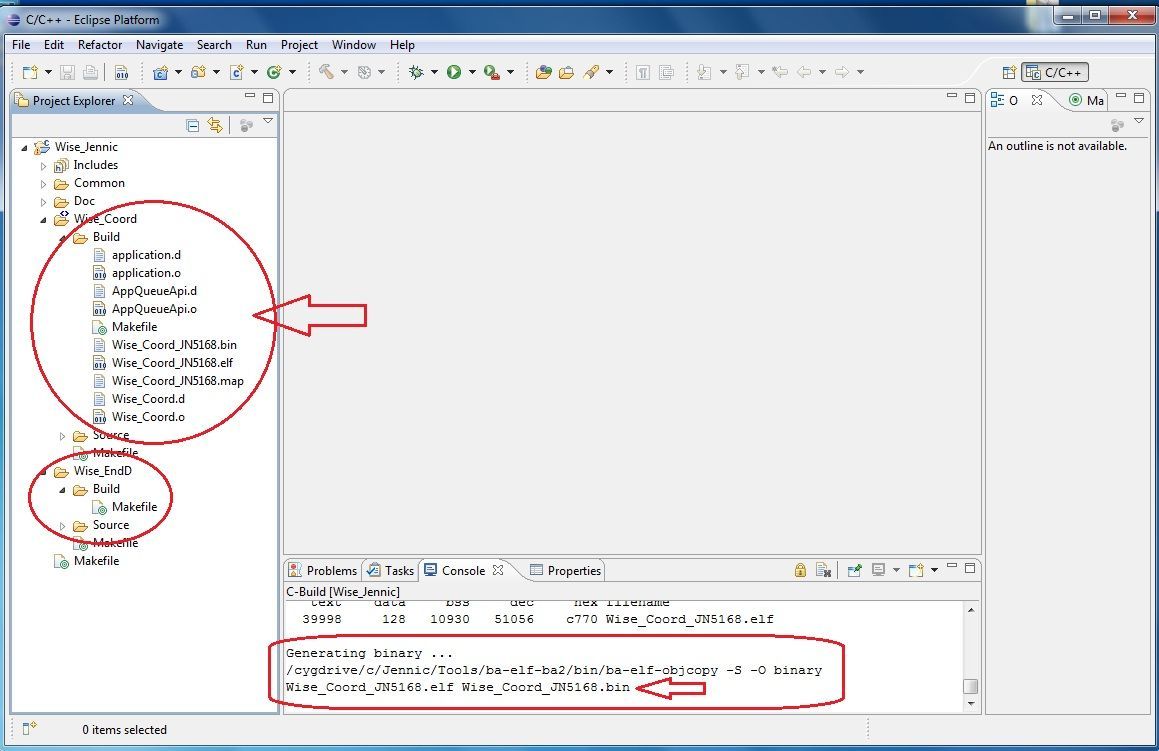 C/C++ - Eclipse Platform
File Edit Refactor Navigate Search Run Project Window Help
C/C++
Project Explorer
O Ma
An outline is not available.
Wise_Jennic
Includes
Common
Doc
Wise_Coord
Build
application.d
application.o
AppQueueApi.d
AppQueueApi.o
Makefile
Wise_Coord_JN5168.bin
Wise_Coord_JN5168.elf
Wise_Coord_JN5168.map
Wise_Coord.d
Wise_Coord.o
Source
Makefile
Wise_EndD
Build
Makefile
Source
Makefile
Makefile
Problems Tasks Console Properties
C-Build [Wise_Jennic]
text data bss dec hex filename
39998 128 10930 51056 c770 Wise_Coord_JN5168.elf
Generating binary ...
/cygdrive/c/Jennic/Tools/ba-elf-ba2/bin/ba-elf-objcopy -S -O binary
Wise_Coord_JN5168.elf Wise_Coord_JN5168.bin
0 items selected